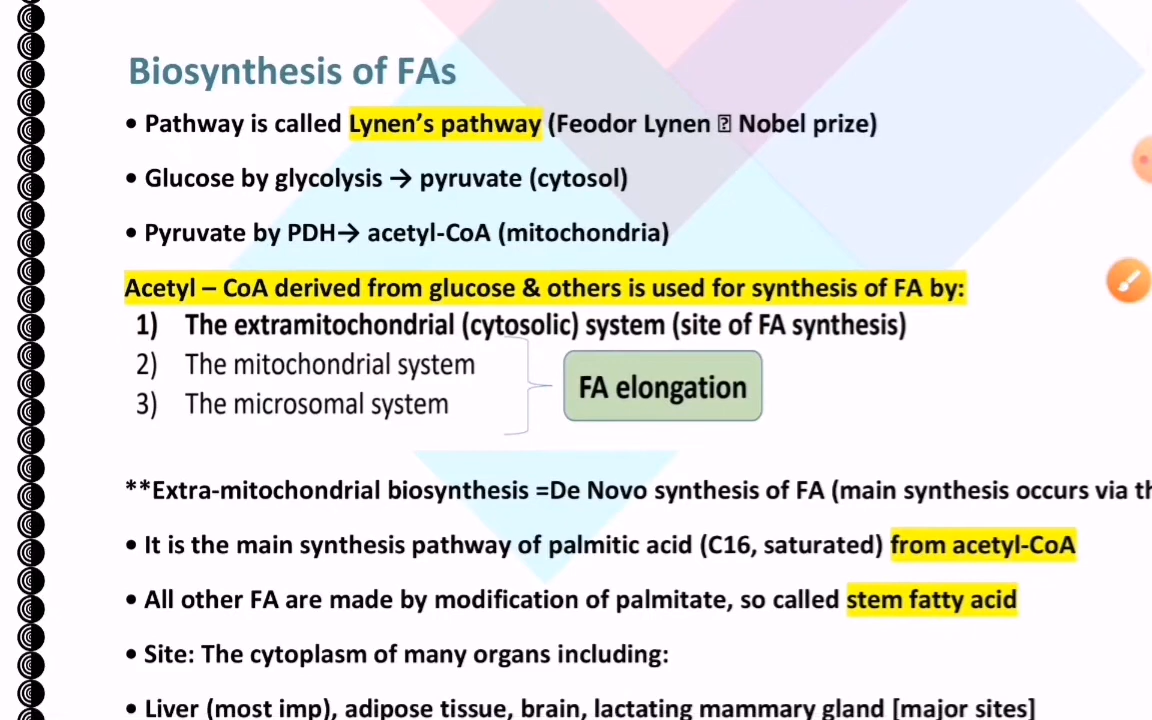 Biosynthesis of FAs
• Pathway is called Lynen’s pathway (Feodor Lynen Nobel prize)
• Glucose by glycolysis → pyruvate (cytosol)
• Pyruvate by PDH→ acetyl-CoA (mitochondria)
Acetyl – CoA derived from glucose & others is used for synthesis of FA by:
1) The extramitochondrial (cytosolic) system (site of FA synthesis)
2) The mitochondrial system
3) The microsomal system
FA elongation
**Extra-mitochondrial biosynthesis =De Novo synthesis of FA (main synthesis occurs via
• It is the main synthesis pathway of palmitic acid (C16, saturated) from acetyl-CoA
• All other FA are made by modification of palmitate, so called stem fatty acid
• Site: The cytoplasm of many organs including:
• Liver (most imp), adipose tissue, brain, lactating mammary gland [major sites]